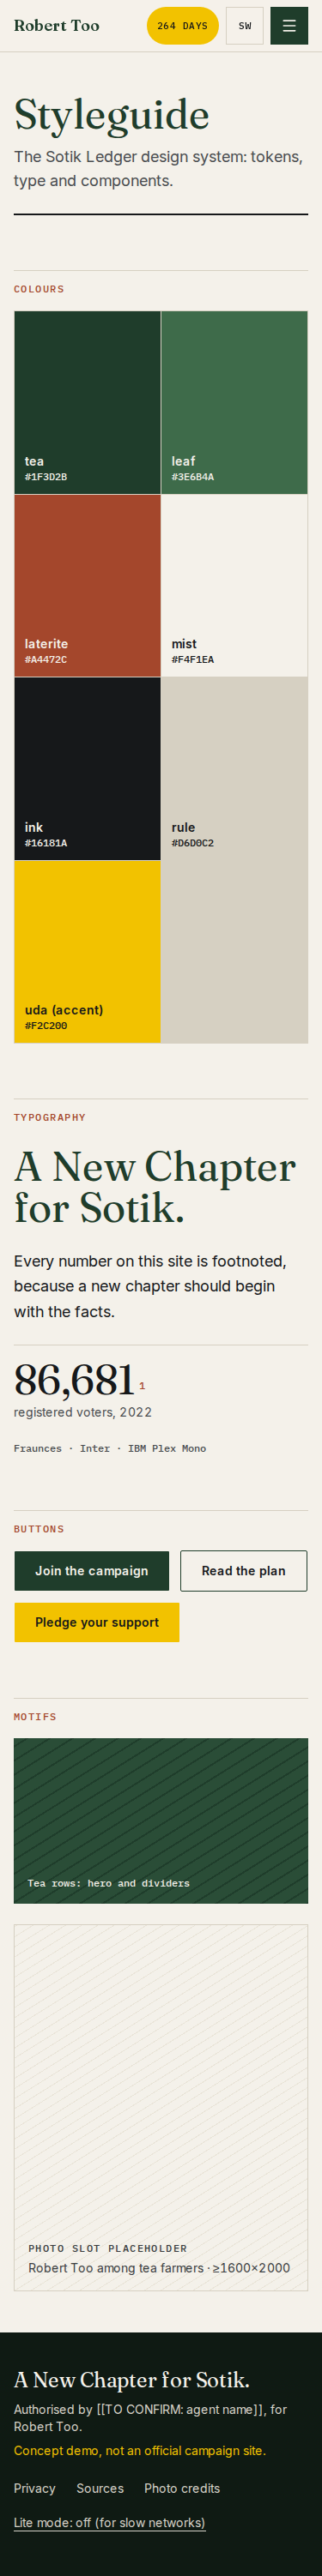 Robert Too
264 DAYS
SW
Styleguide
The Sotik Ledger design system: tokens,
type and components.
COLOURS
tea
#1F3D2B
leaf
#3E6B4A
laterite
#A4472C
mist
#F4F1EA
ink
#16181A
rule
#D6D0C2
uda (accent)
#F2C200
TYPOGRAPHY
A New Chapter
for Sotik.
Every number on this site is footnoted,
because a new chapter should begin
with the facts.
86,681 1
registered voters, 2022
Fraunces · Inter · IBM Plex Mono
BUTTONS
Join the campaign
Read the plan
Pledge your support
MOTIFS
Tea rows: hero and dividers
PHOTO SLOT PLACEHOLDER
Robert Too among tea farmers · ≥1600×2000
A New Chapter for Sotik.
Authorised by [[TO CONFIRM: agent name]], for
Robert Too.
Concept demo, not an official campaign site.
Privacy Sources Photo credits
Lite mode: off (for slow networks)